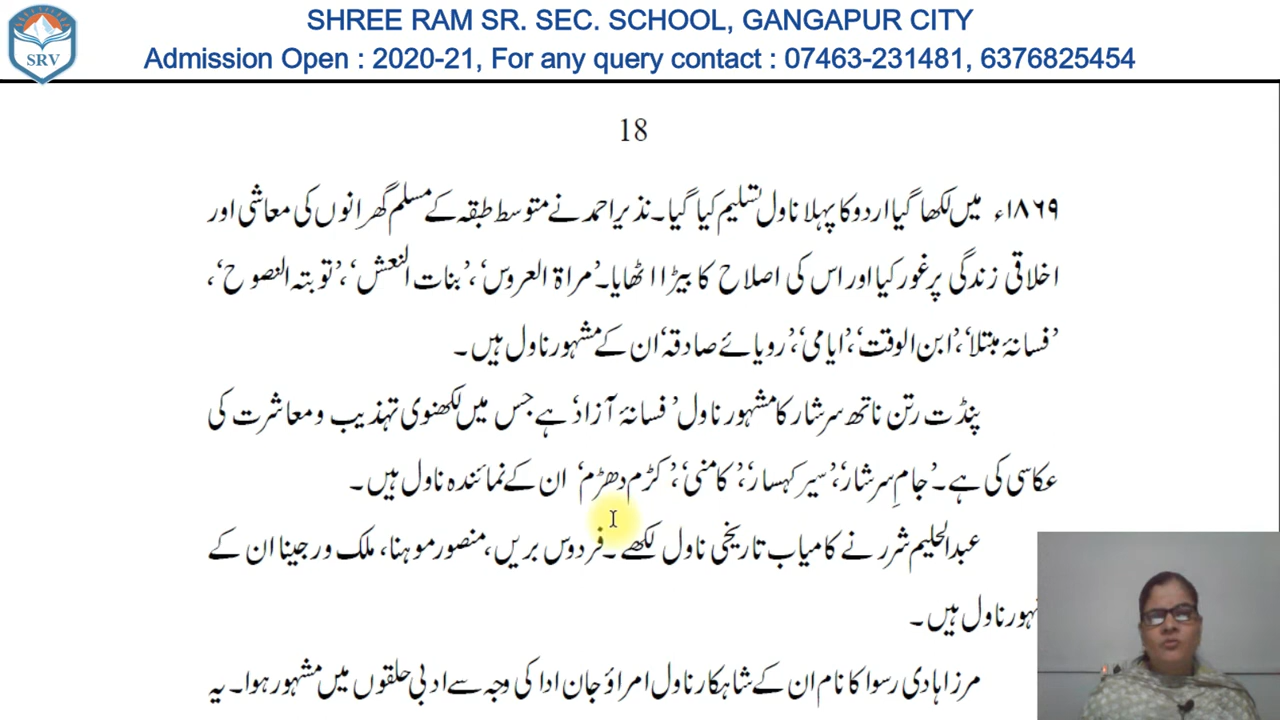 SHREE RAM SR. SEC. SCHOOL, GANGAPUR CITY
SRV
Admission Open : 2020-21, For any query contact : 07463-231481, 6376825454
18
۱۸۶۹ء میں لکھا گیا اردو کا پہلا ناول تسلیم کیا گیا۔ نذیر احمد نے متوسط طبقہ کے مسلم گھرانوں کی معاشی اور
اخلاقی زندگی پر غور کیا اور اس کی اصلاح کا بیڑا اٹھایا۔ ’مراۃ العروس‘، ’بنات النعش‘، ’توبتہ النصوح‘،
’فسانۂ مبتلا‘، ’ابن الوقت‘، ’ایامی‘، ’رویائے صادقہ‘ ان کے مشہور ناول ہیں۔
پنڈت رتن ناتھ سرشار کا مشہور ناول ’فسانۂ آزاد‘ ہے جس میں لکھنوی تہذیب و معاشرت کی
عکاسی کی ہے۔ ’جامِ سرشار‘، ’سیر کہسار‘، ’کامنی‘، ’کڑم دھڑم‘ ان کے نمائندہ ناول ہیں۔
عبدالحلیم شرر نے کامیاب تاریخی ناول لکھے۔ فردوس بریں، منصور موہنا، ملک ورجینا ان کے
ہور ناول ہیں۔
مرزا ہادی رسوا کا نام ان کے شاہکار ناول امراؤ جان ادا کی وجہ سے ادبی حلقوں میں مشہور ہوا۔ یہ